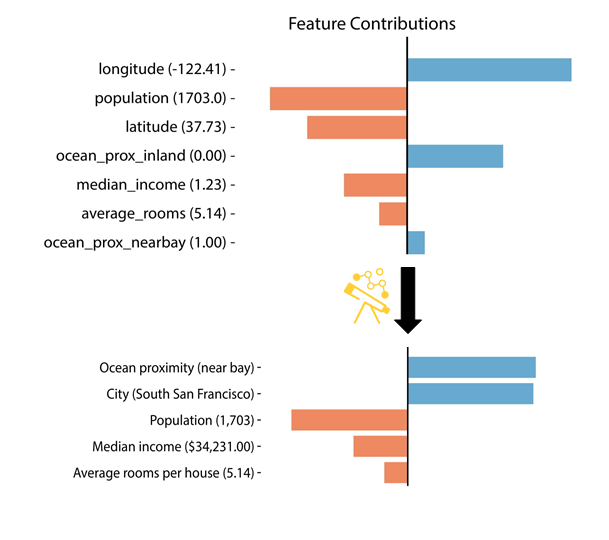 Feature Contributions
longitude (-122.41) -
population (1703.0) -
latitude (37.73) -
ocean_prox_inland (0.00) -
median_income (1.23) -
average_rooms (5.14) -
ocean_prox_nearbay (1.00) -
Ocean proximity (near bay) -
City (South San Francisco) -
Population (1,703) -
Median income ($34,231.00) -
Average rooms per house (5.14) -